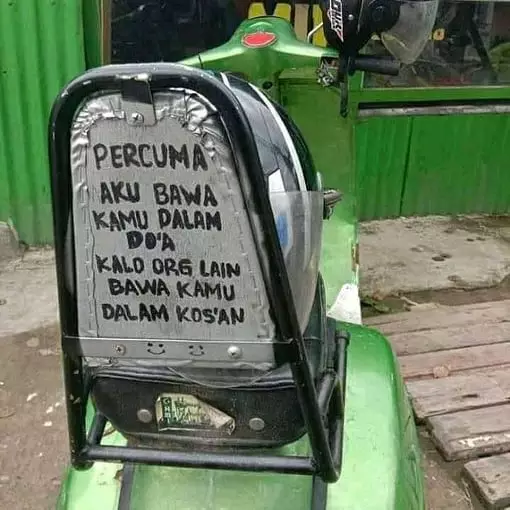 PERCUMA
AKU BAWA
KAMU DALAM
DO'A
KALO ORG LAIN
BAWA KAMU
DALAM KOS'AN